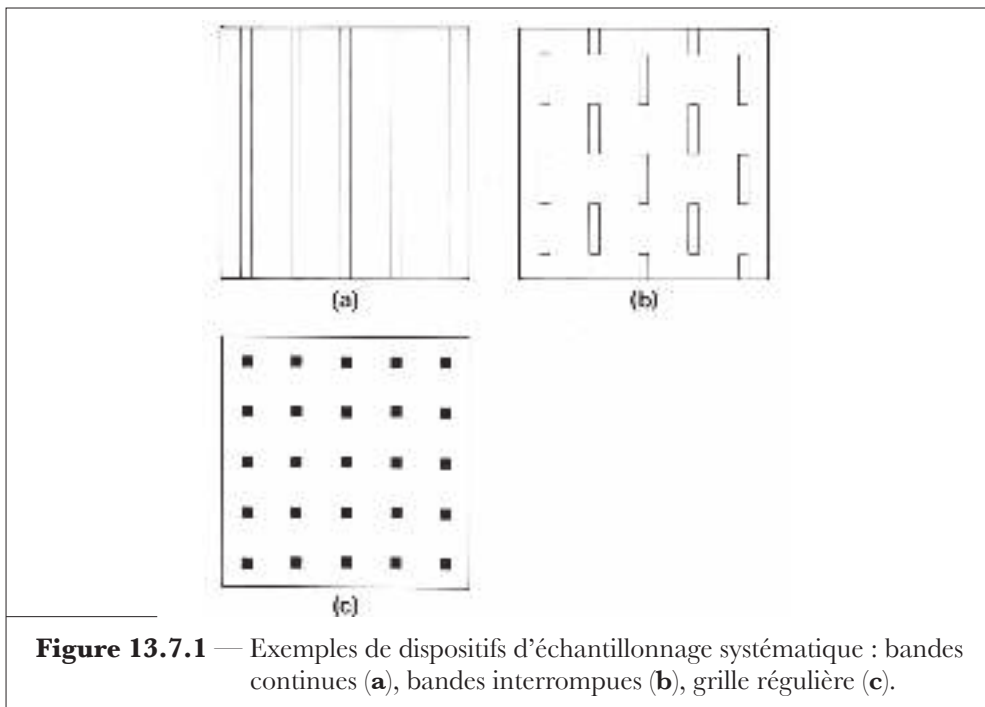 (a)
(b)
(c)
Figure 13.7.1 — Exemples de dispositifs d'échantillonnage systématique : bandes
continues (a), bandes interrompues (b), grille régulière (c).